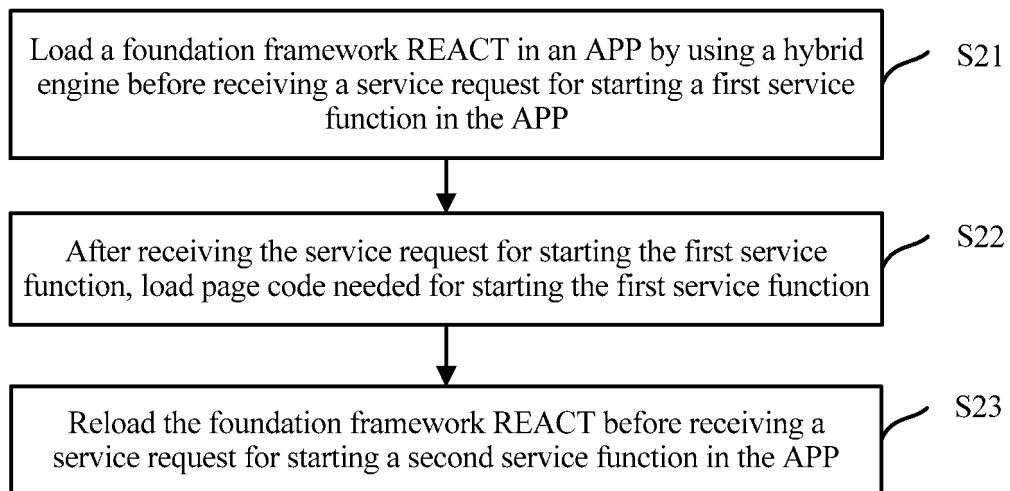 Load a foundation framework REACT in an APP by using a hybrid
engine before receiving a service request for starting a first service
function in the APP
S21
After receiving the service request for starting the first service
function, load page code needed for starting the first service function
S22
Reload the foundation framework REACT before receiving a
service request for starting a second service function in the APP
S23